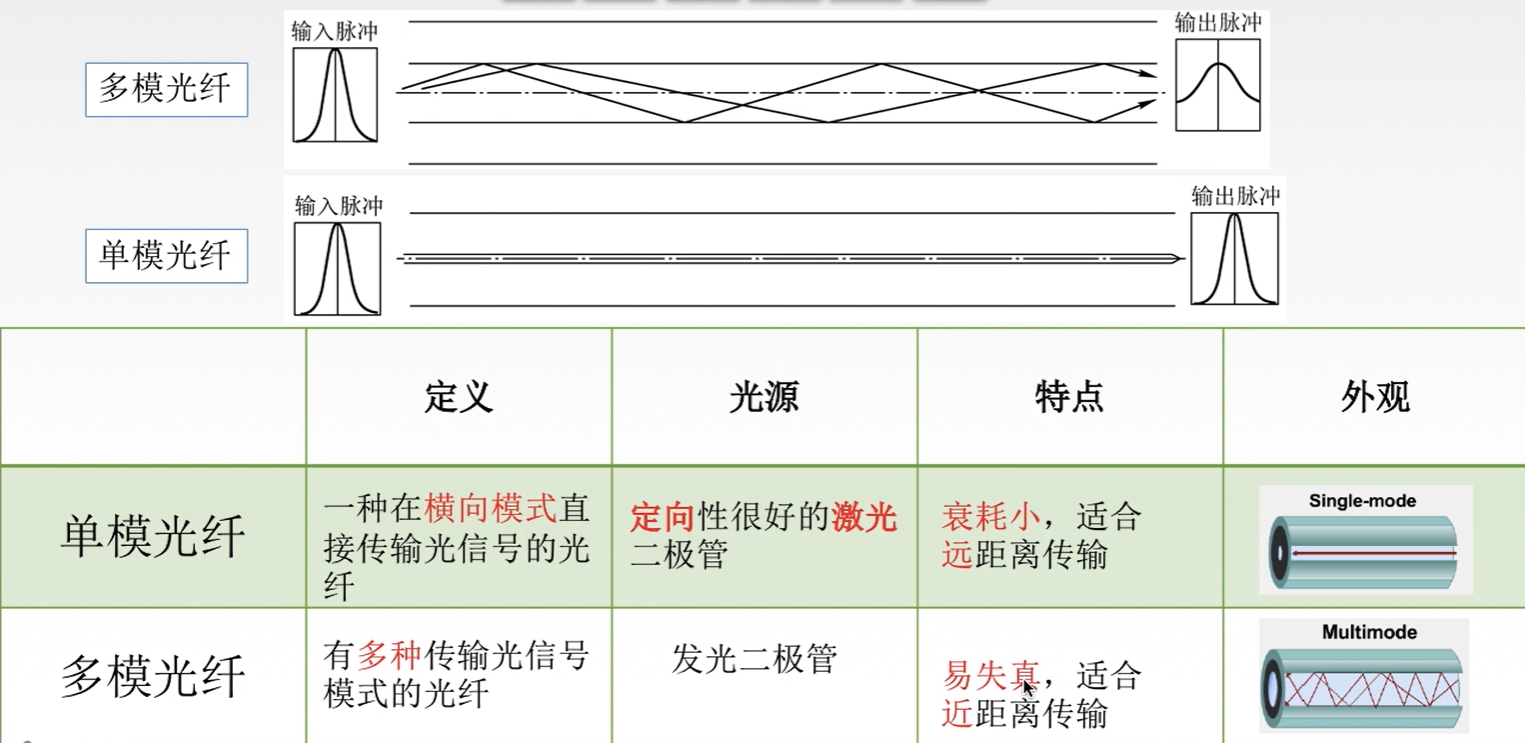 输入脉冲
输出脉冲
多模光纤
输入脉冲
输出脉冲
单模光纤
定义
光源
特点
外观
单模光纤
一种在横向模式直
接传输光信号的光
纤
定向性很好的激光
二极管
衰耗小，适合
远距离传输
Single-mode
多模光纤
有多种传输光信号
模式的光纤
发光二极管
易失真，适合
近距离传输
Multimode